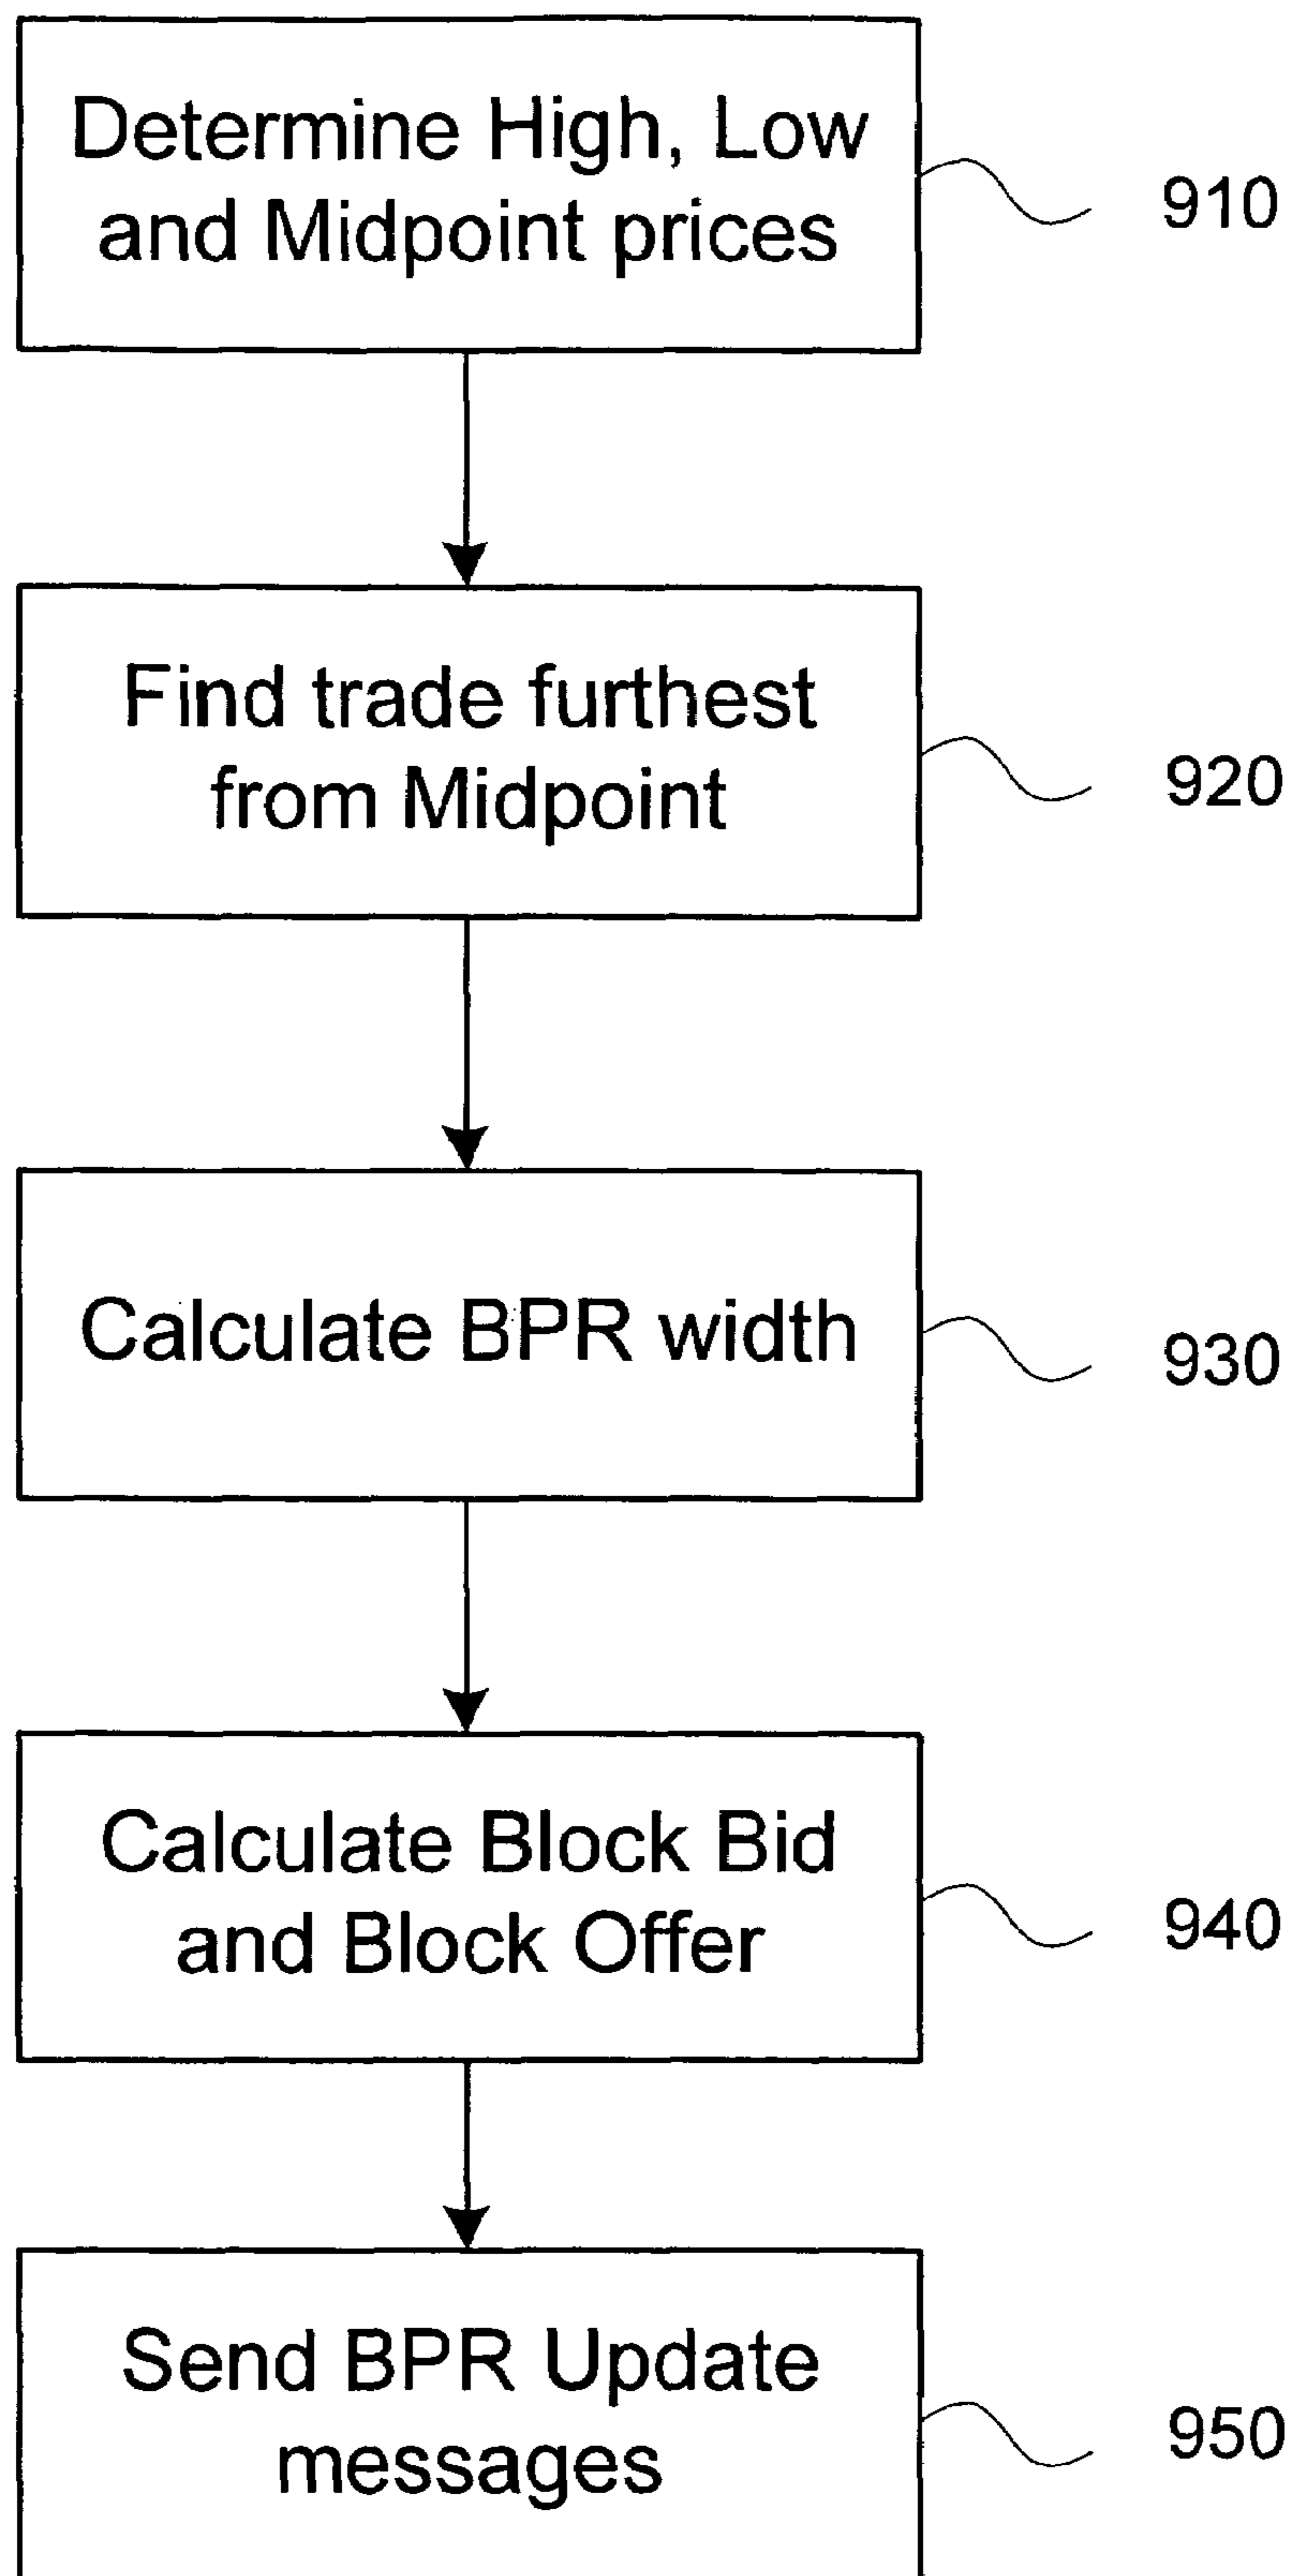 Determine High, Low
and Midpoint prices
910
Find trade furthest
from Midpoint
920
Calculate BPR width
930
Calculate Block Bid
and Block Offer
940
Send BPR Update
messages
950